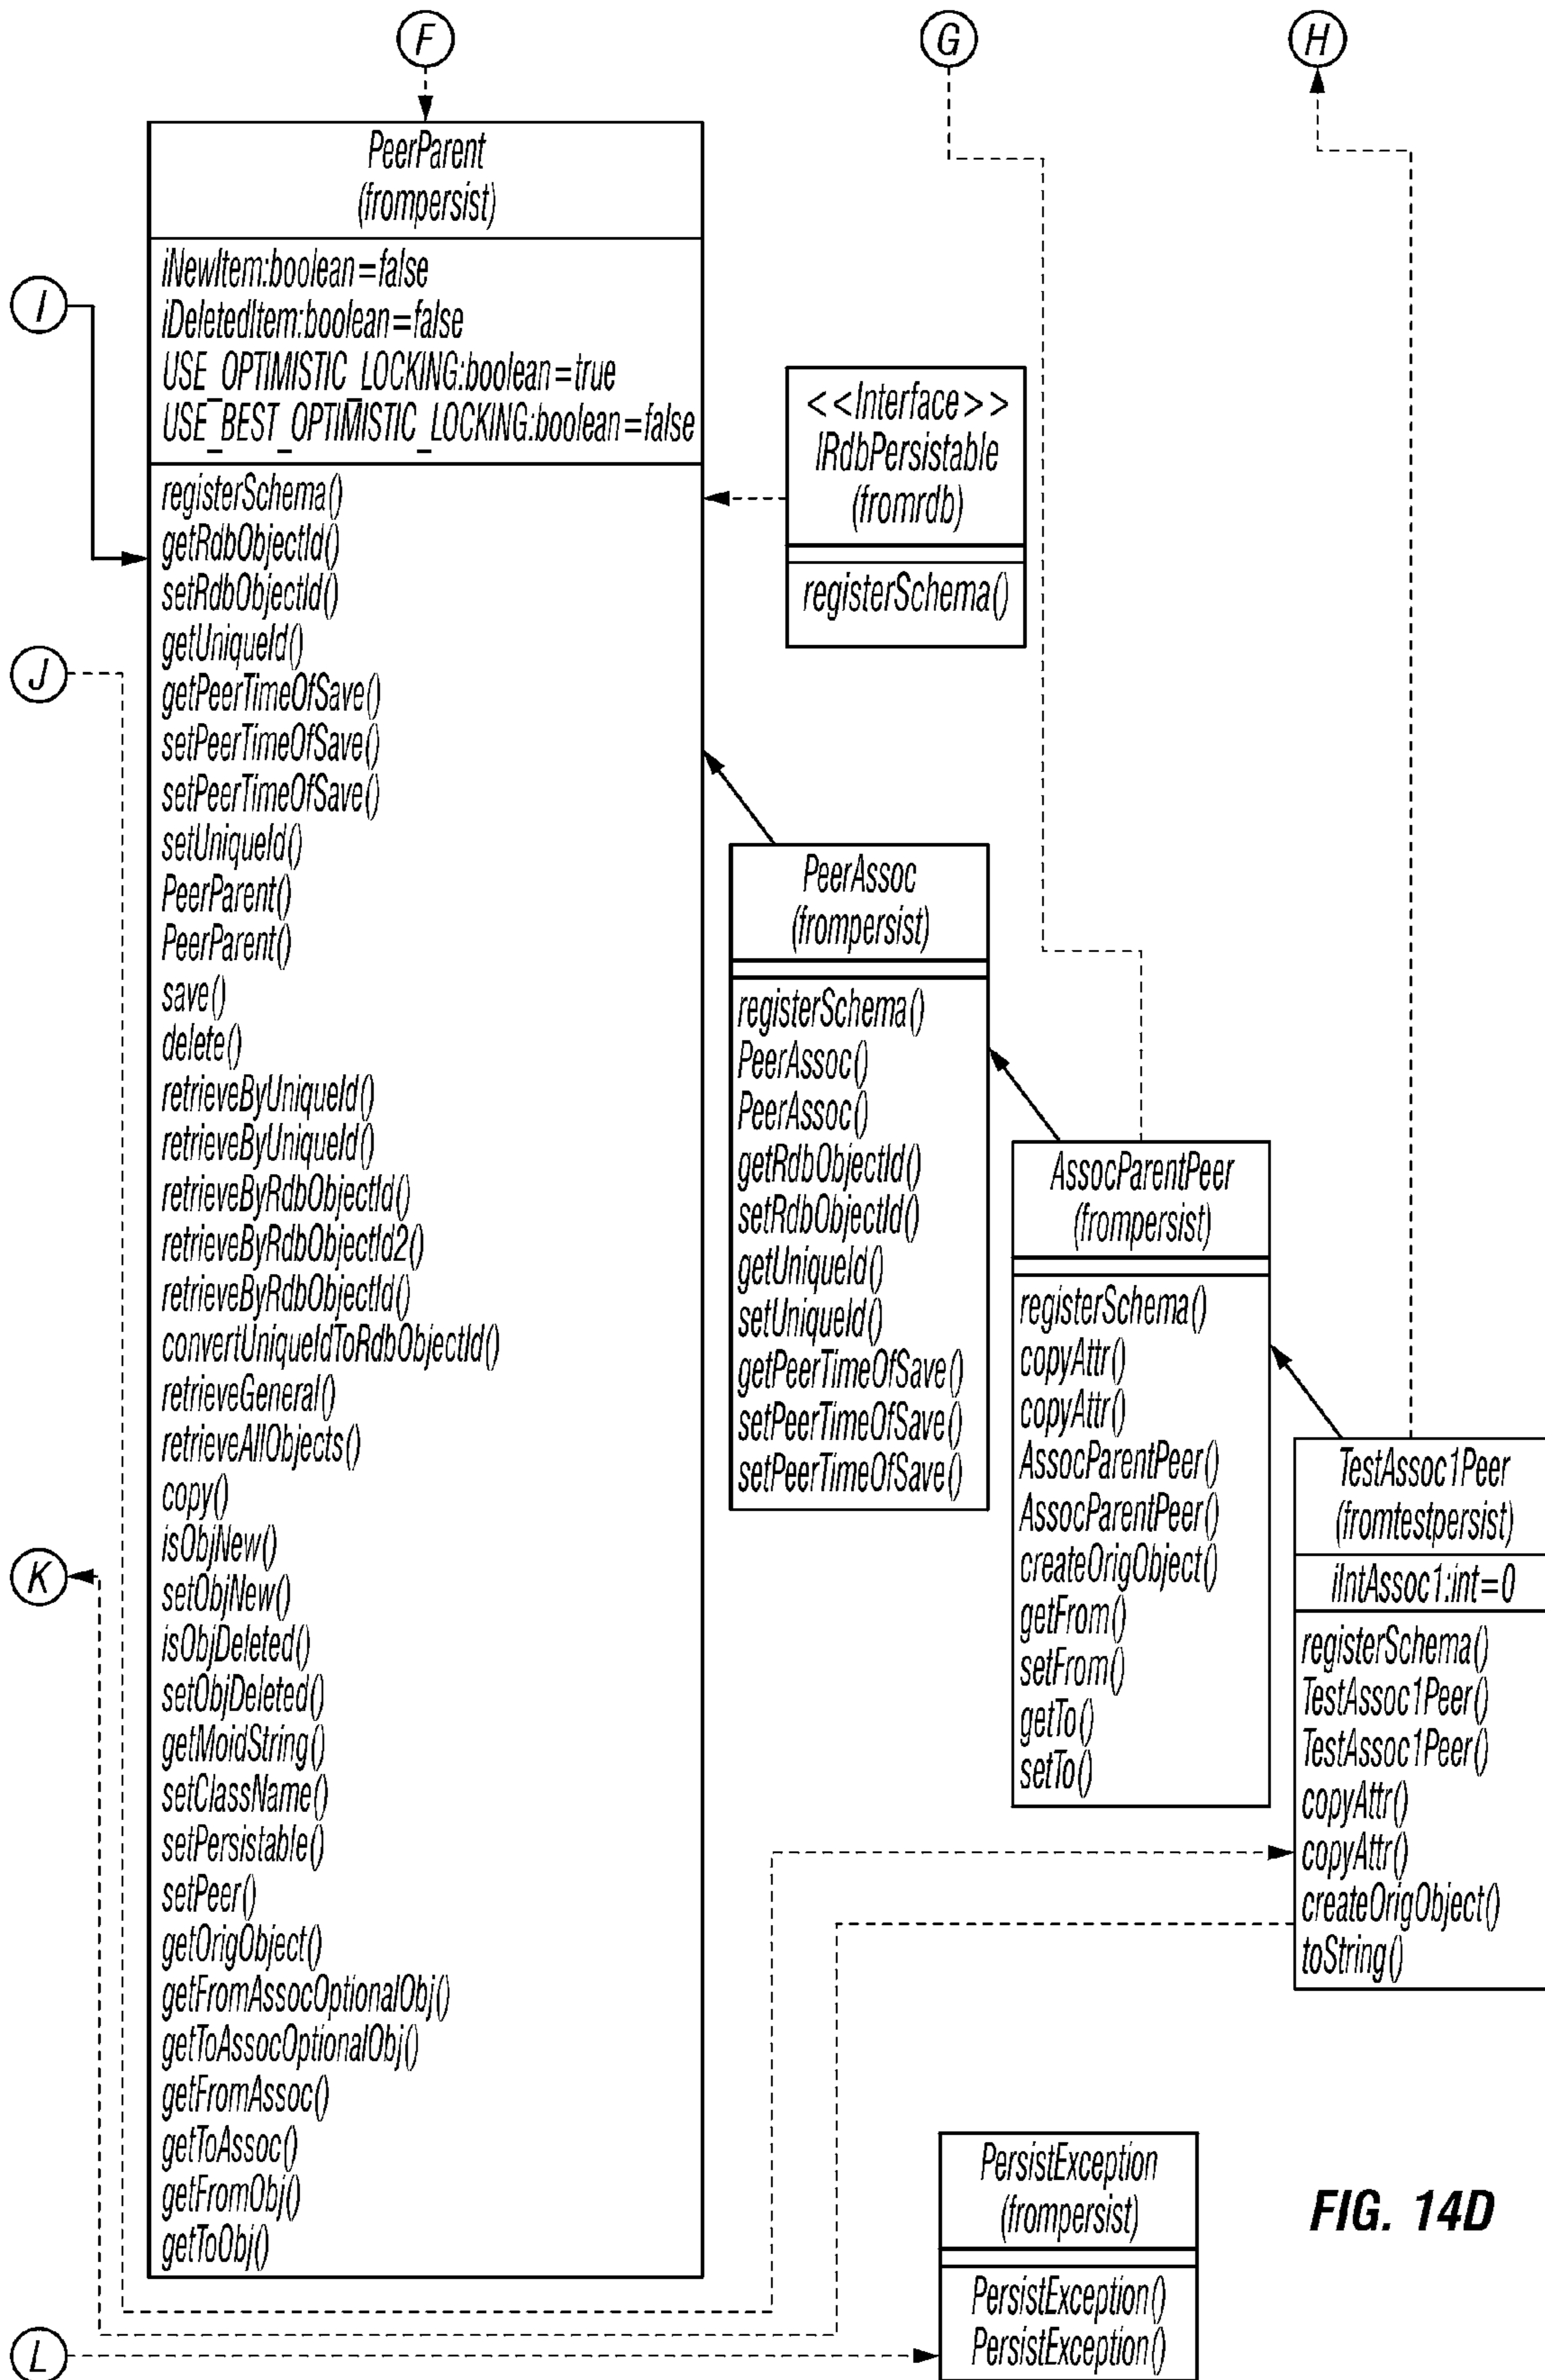 F
G
H
PeerParent
(frompersist)
iNewItem:boolean=false
iDeletedItem:boolean=false
USE_OPTIMISTIC_LOCKING:boolean=true
USE_BEST_OPTIMISTIC_LOCKING:boolean=false
registerSchema()
getRdbObjectId()
setRdbObjectId()
getUniqueId()
getPeerTimeOfSave()
setPeerTimeOfSave()
setPeerTimeOfSave()
setUniqueId()
PeerParent()
PeerParent()
save()
delete()
retrieveByUniqueId()
retrieveByUniqueId()
retrieveByRdbObjectId()
retrieveByRdbObjectId2()
retrieveByRdbObjectId()
convertUniqueIdToRdbObjectId()
retrieveGeneral()
retrieveAllObjects()
copy()
isObjNew()
setObjNew()
isObjDeleted()
setObjDeleted()
getMoidString()
setClassName()
setPersistable()
setPeer()
getOrigObject()
getFromAssocOptionalObj()
getToAssocOptionalObj()
getFromAssoc()
getToAssoc()
getFromObj()
getToObj()
I
J
K
L
<<Interface>>
IRdbPersistable
(fromrdb)
registerSchema()
PeerAssoc
(frompersist)
registerSchema()
PeerAssoc()
PeerAssoc()
getRdbObjectId()
setRdbObjectId()
getUniqueId()
setUniqueId()
getPeerTimeOfSave()
setPeerTimeOfSave()
setPeerTimeOfSave()
AssocParentPeer
(frompersist)
registerSchema()
copyAttr()
copyAttr()
AssocParentPeer()
AssocParentPeer()
createOrigObject()
getFrom()
setFrom()
getTo()
setTo()
TestAssoc1Peer
(fromtestpersist)
iIntAssoc1:int=0
registerSchema()
TestAssoc1Peer()
TestAssoc1Peer()
copyAttr()
copyAttr()
createOrigObject()
toString()
PersistException
(frompersist)
PersistException()
PersistException()
FIG. 14D